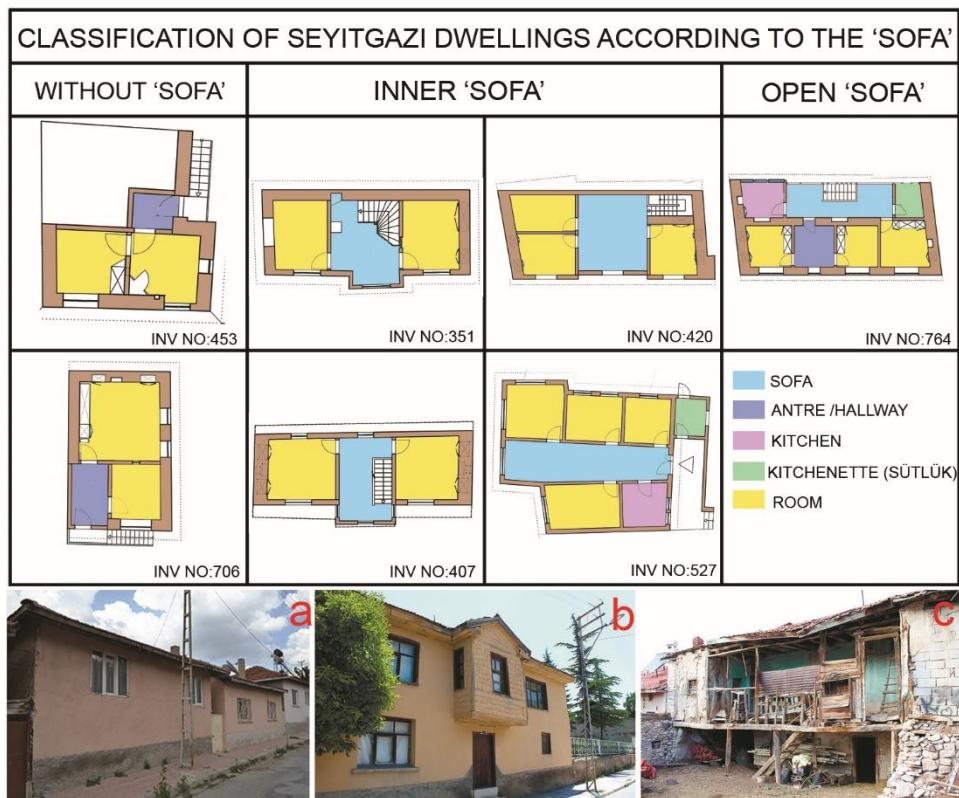 CLASSIFICATION OF SEYITGAZI DWELLINGS ACCORDING TO THE 'SOFA'
WITHOUT 'SOFA'
INNER 'SOFA'
OPEN 'SOFA'
INV NO:453
INV NO:351
INV NO:420
INV NO:764
INV NO:706
INV NO:407
INV NO:527
SOFA
ANTRE /HALLWAY
KITCHEN
KITCHENETTE (SÜTLÜK)
ROOM
a
b
c